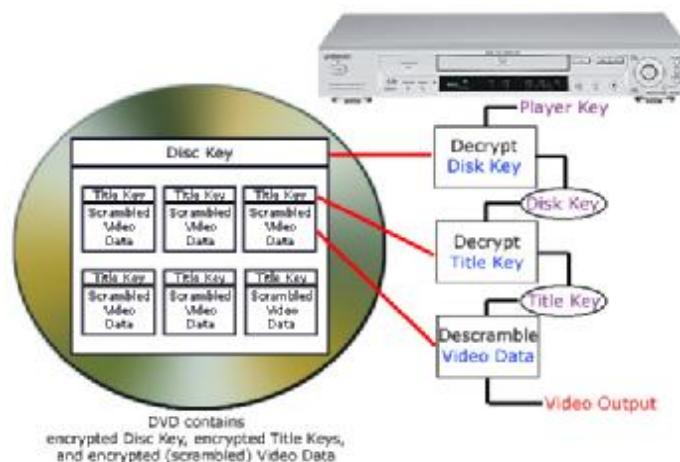 Player Key
Disc Key
Decrypt
Disk Key
Disk Key
Title Key
Scrambled
Video
Data
Title Key
Scrambled
Video
Data
Title Key
Scrambled
Video
Data
Decrypt
Title Key
Title Key
Title Key
Scrambled
Video
Data
Title Key
Scrambled
Video
Data
Title Key
Scrambled
Video
Data
Descramble
Video Data
Video Output
DVD contains
encrypted Disc Key, encrypted Title Keys,
and encrypted (scrambled) Video Data